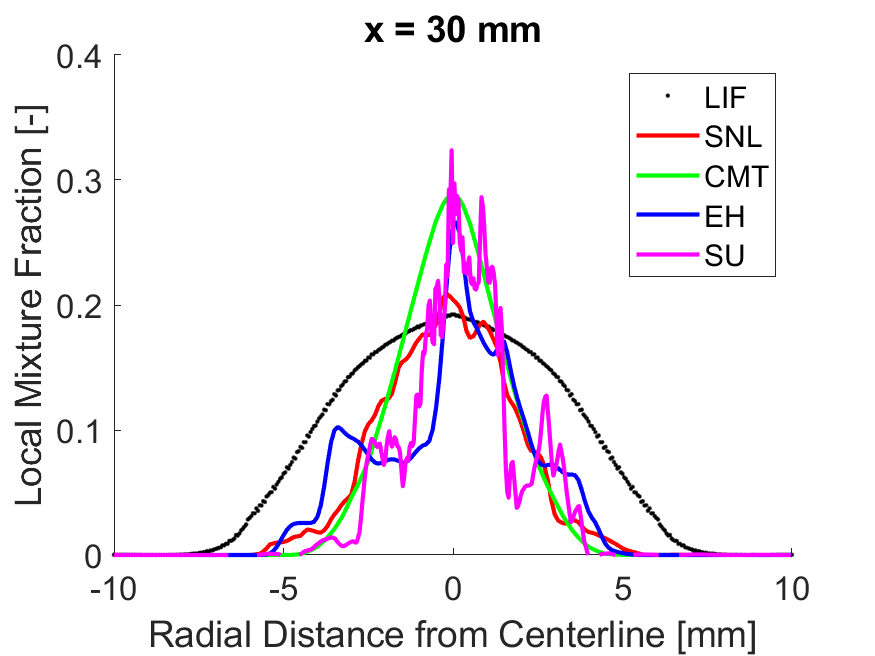 x = 30 mm
Local Mixture Fraction [-]
0.4
0.3
0.2
0.1
0
LIF
SNL
CMT
EH
SU
-10
-5
0
5
10
Radial Distance from Centerline [mm]